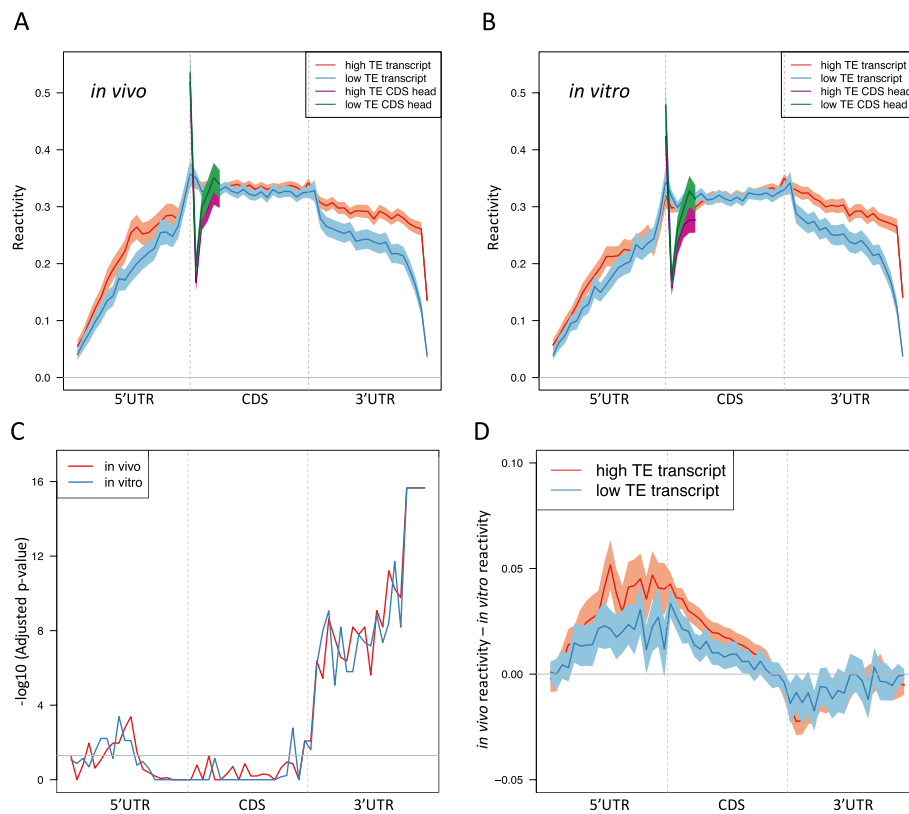 A
in vivo
high TE transcript
low TE transcript
high TE CDS head
low TE CDS head
Reactivity
0.5
0.4
0.3
0.2
0.1
0.0
5'UTR CDS 3'UTR
B
in vitro
high TE transcript
low TE transcript
high TE CDS head
low TE CDS head
Reactivity
0.5
0.4
0.3
0.2
0.1
0.0
5'UTR CDS 3'UTR
C
in vivo
in vitro
-log10 (Adjusted p-value)
16
12
8
4
0
5'UTR CDS 3'UTR
D
high TE transcript
low TE transcript
in vivo reactivity – in vitro reactivity
0.10
0.05
0.00
−0.05
5'UTR CDS 3'UTR